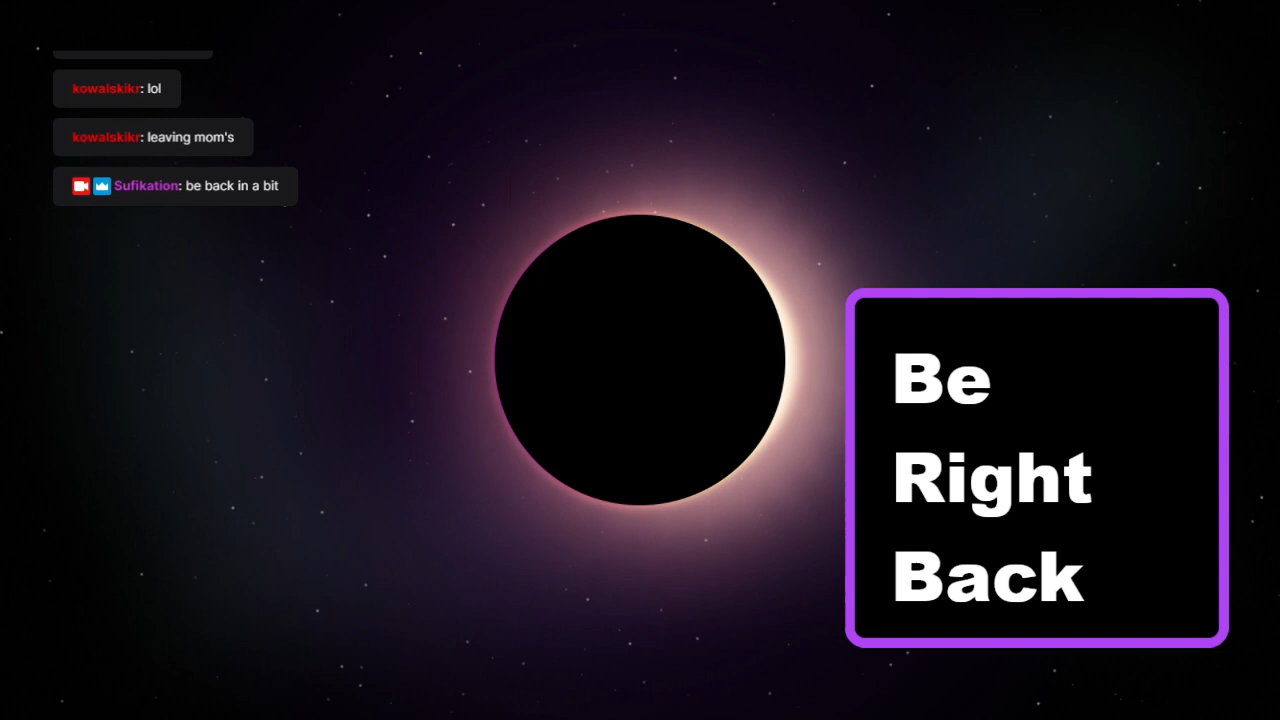 kowalskikr: lol
kowalskikr: leaving mom's
Sufikation: be back in a bit
Be
Right
Back